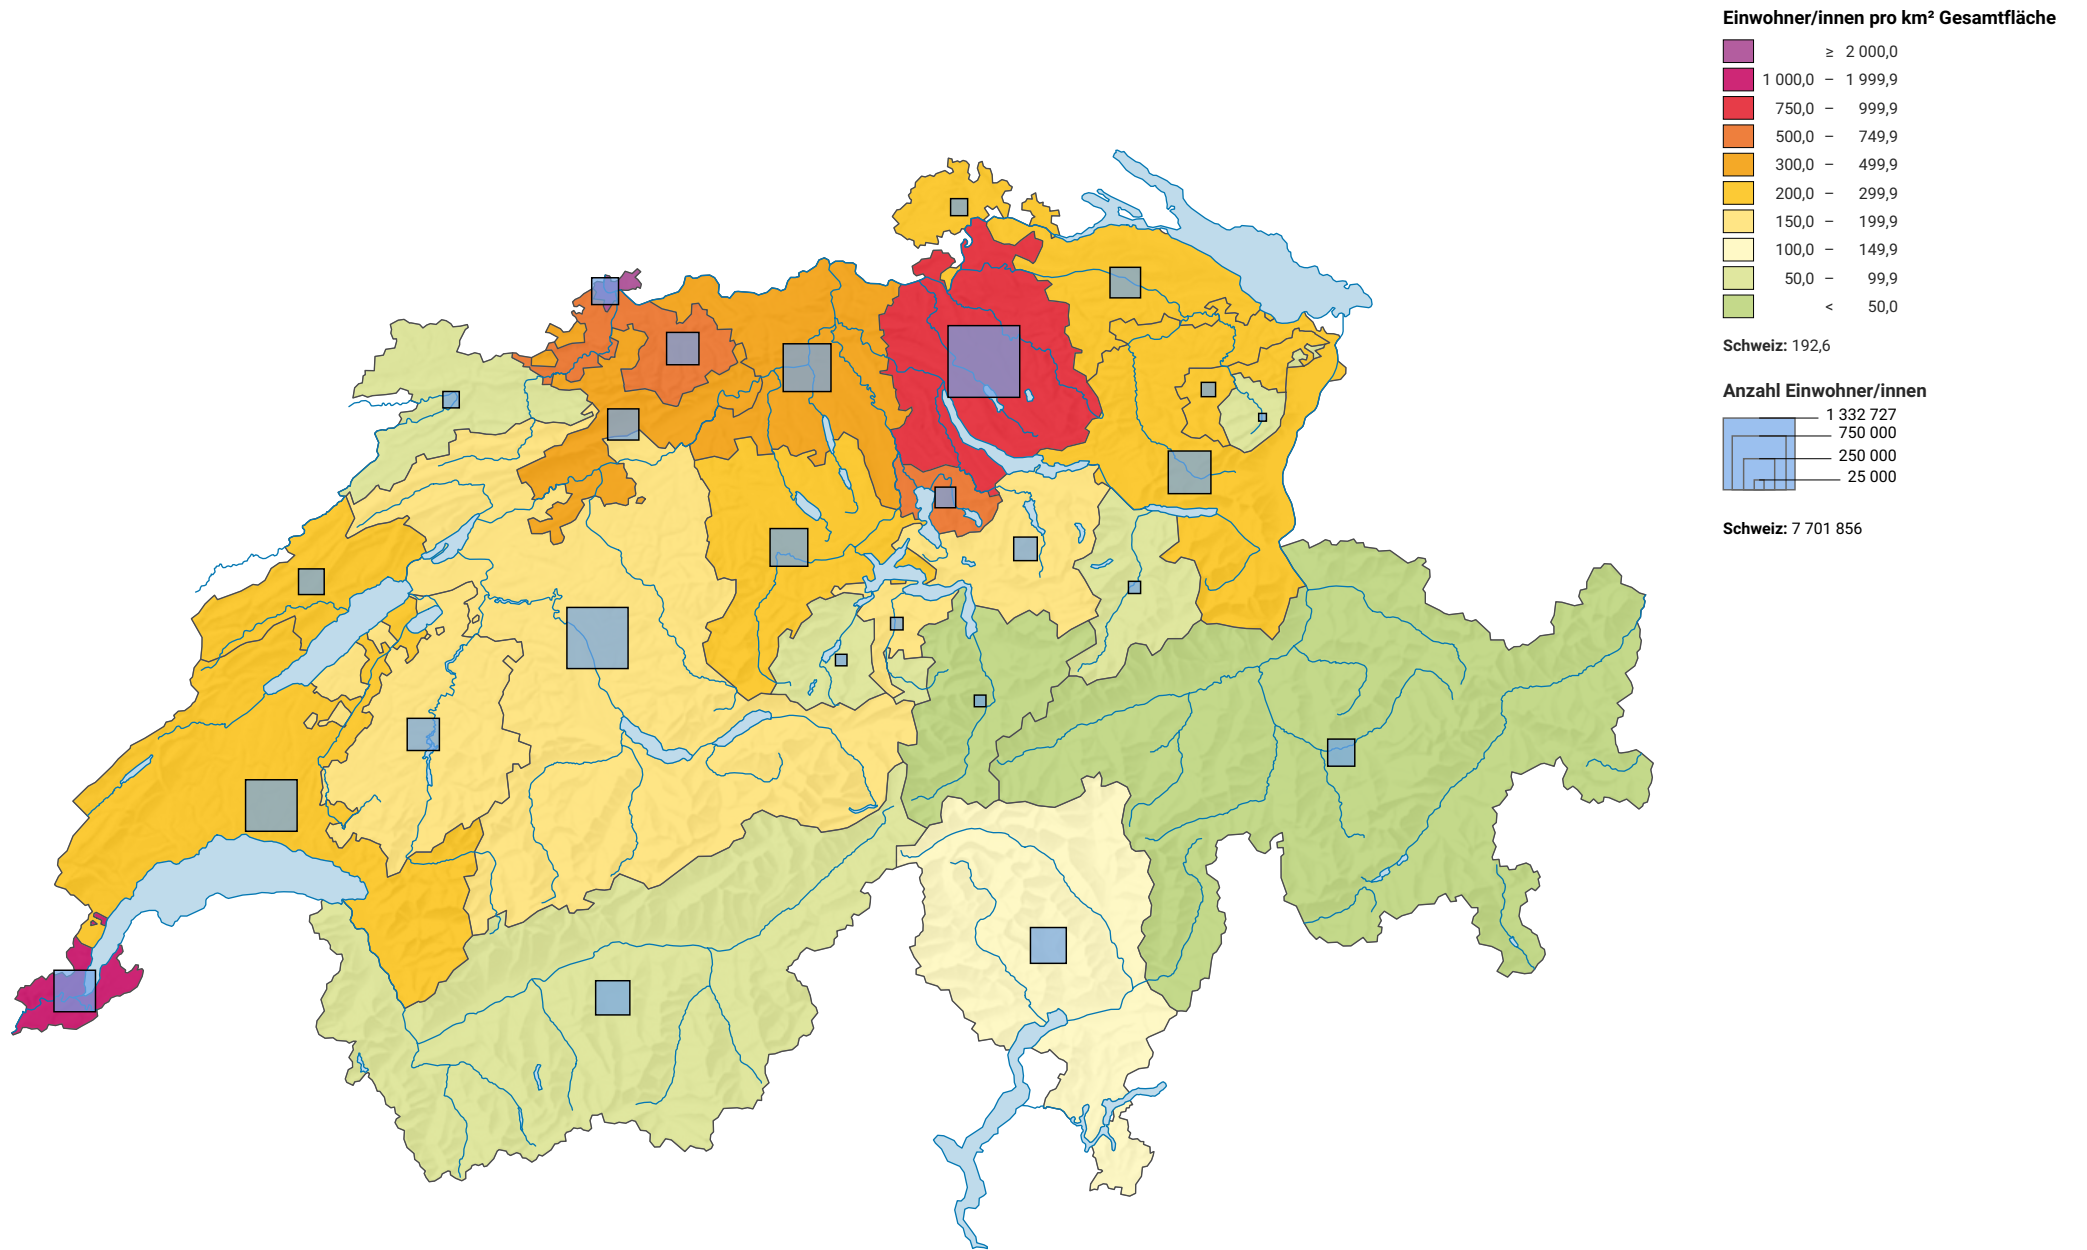 Einwohner/innen pro km² Gesamtfläche
≥ 2 000,0
1 000,0 – 1 999,9
750,0 – 999,9
500,0 – 749,9
300,0 – 499,9
200,0 – 299,9
150,0 – 199,9
100,0 – 149,9
50,0 – 99,9
< 50,0
Schweiz: 192,6
Anzahl Einwohner/innen
1 332 727
750 000
250 000
25 000
Schweiz: 7 701 856